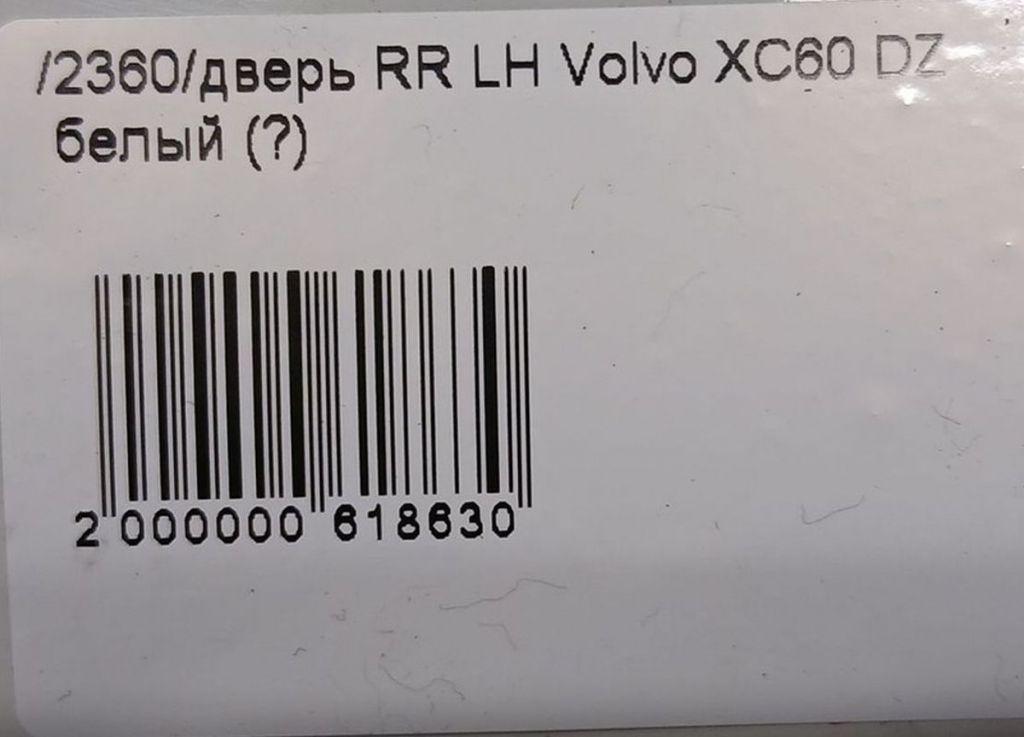 /2360/дверь RR LH Volvo XC60 DZ
белый (?)
2 000000 618630